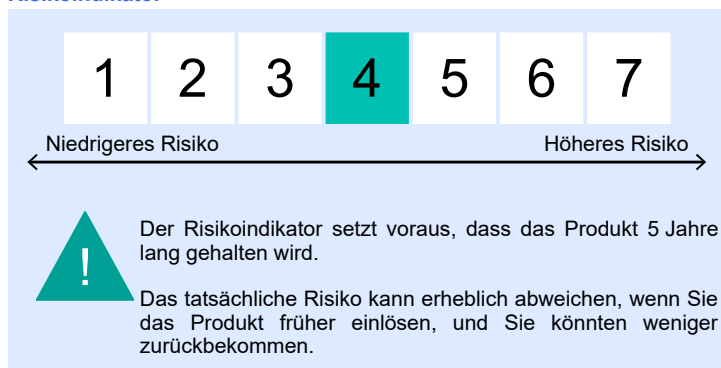 Risikoindikator
1 2 3 4 5 6 7
Niedrigeres Risiko Höheres Risiko
!
Der Risikoindikator setzt voraus, dass das Produkt 5 Jahre
lang gehalten wird.
Das tatsächliche Risiko kann erheblich abweichen, wenn Sie
das Produkt früher einlösen, und Sie könnten weniger
zurückbekommen.